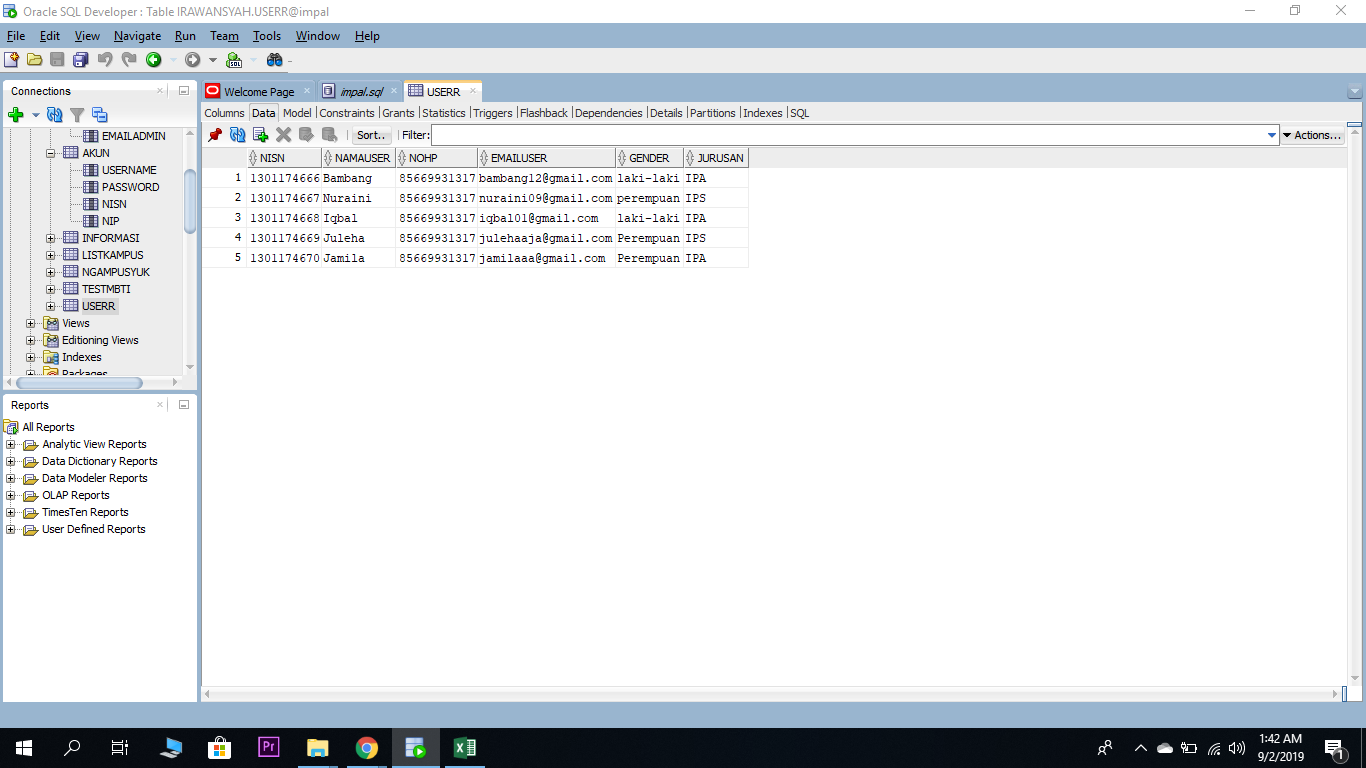 Oracle SQL Developer : Table IRAWANSYAH.USERR@impal
File Edit View Navigate Run Team Tools Window Help
Connections
EMAILADMIN
AKUN
USERNAME
PASSWORD
NISN
NIP
INFORMASI
LISTKAMPUS
NGAMPUSYUK
TESTMBTI
USERR
Views
Editioning Views
Indexes
Packages
Reports
All Reports
Analytic View Reports
Data Dictionary Reports
Data Modeler Reports
OLAP Reports
TimesTen Reports
User Defined Reports
Welcome Page impal.sql USERR
Columns Data Model Constraints Grants Statistics Triggers Flashback Dependencies Details Partitions Indexes SQL
Sort.. Filter: Actions...
NISN NAMAUSER NOHP EMAILUSER GENDER JURUSAN
1 1301174666 Bambang 85669931317 bambang12@gmail.com laki-laki IPA
2 1301174667 Nuraini 85669931317 nuraini09@gmail.com perempuan IPS
3 1301174668 Iqbal 85669931317 iqbal01@gmail.com laki-laki IPA
4 1301174669 Juleha 85669931317 julehaaja@gmail.com Perempuan IPS
5 1301174670 Jamila 85669931317 jamilaaa@gmail.com Perempuan IPA
SQL
Pr
1:42 AM
9/2/2019
1